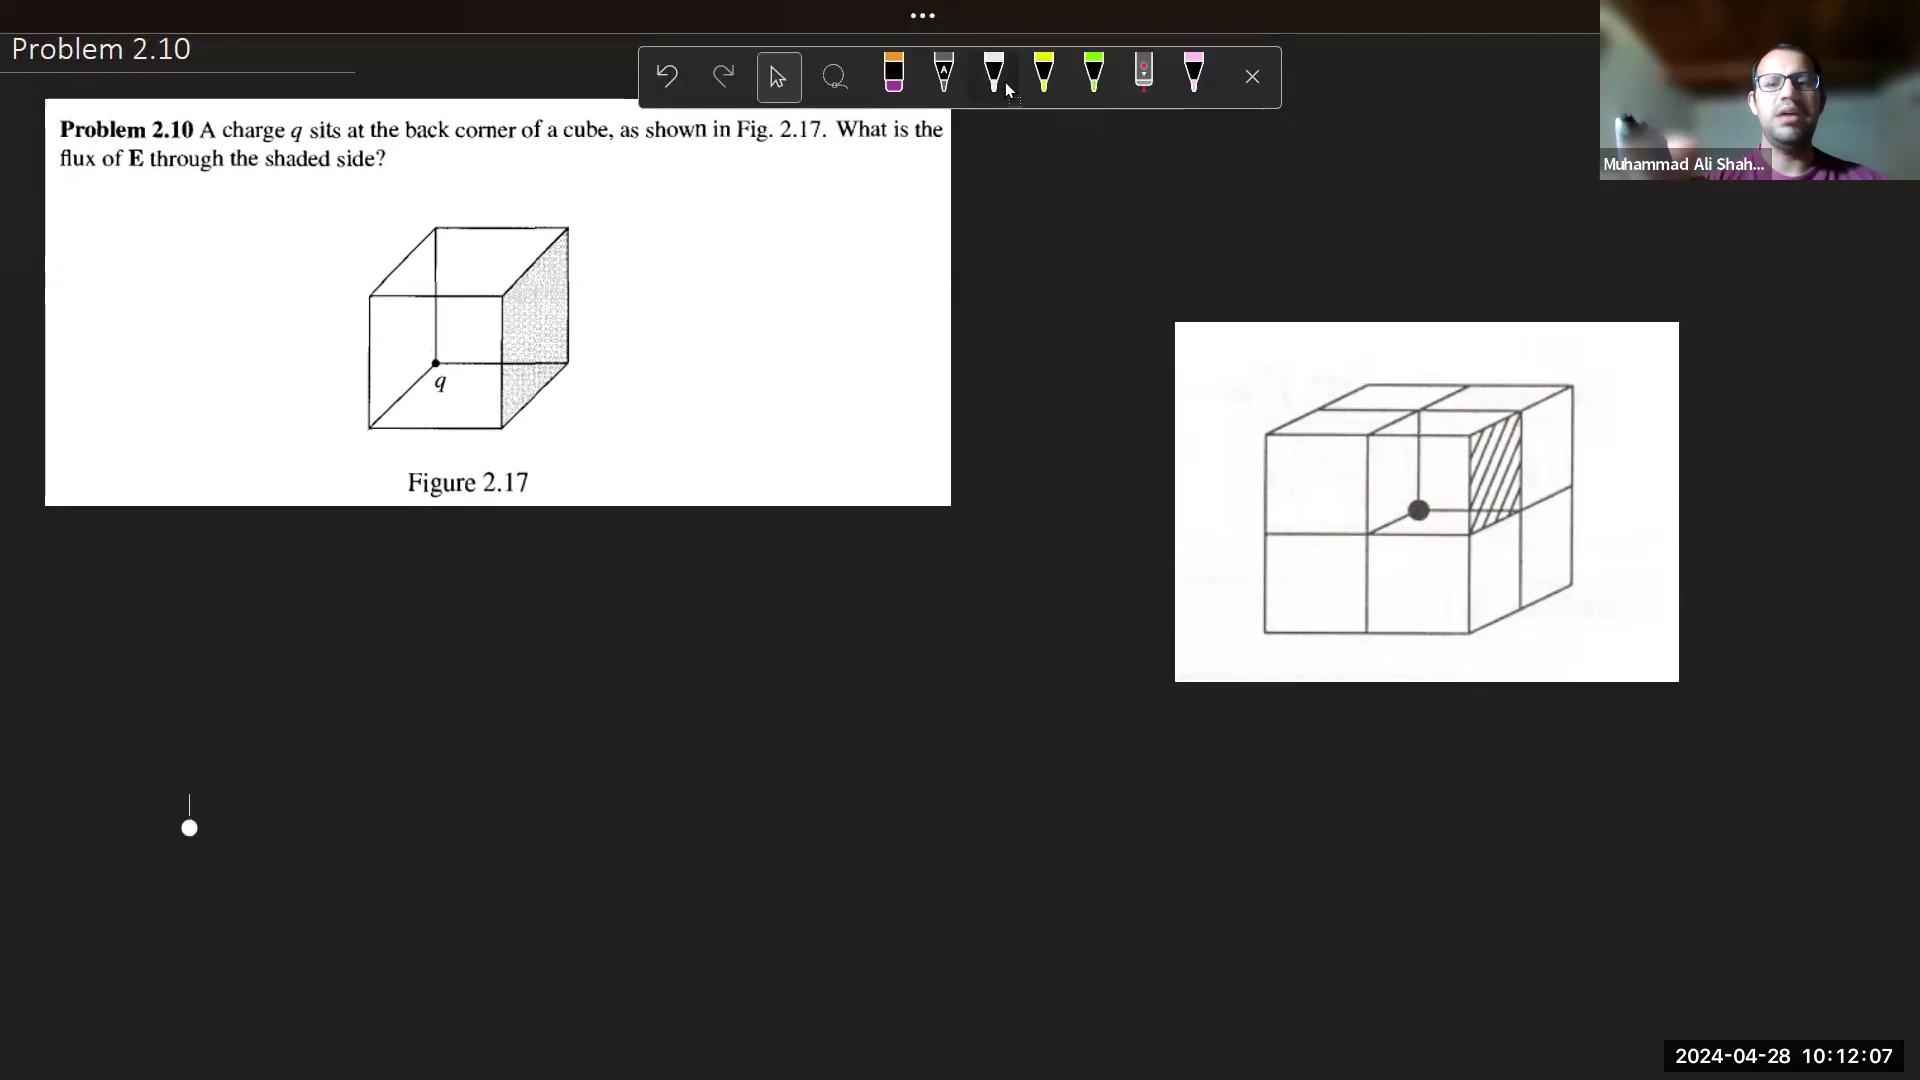 Problem 2.10
Problem 2.10 A charge q sits at the back corner of a cube, as shown in Fig. 2.17. What is the
flux of E through the shaded side?
q
Figure 2.17
A
Muhammad Ali Shah...
2024-04-28 10:12:07